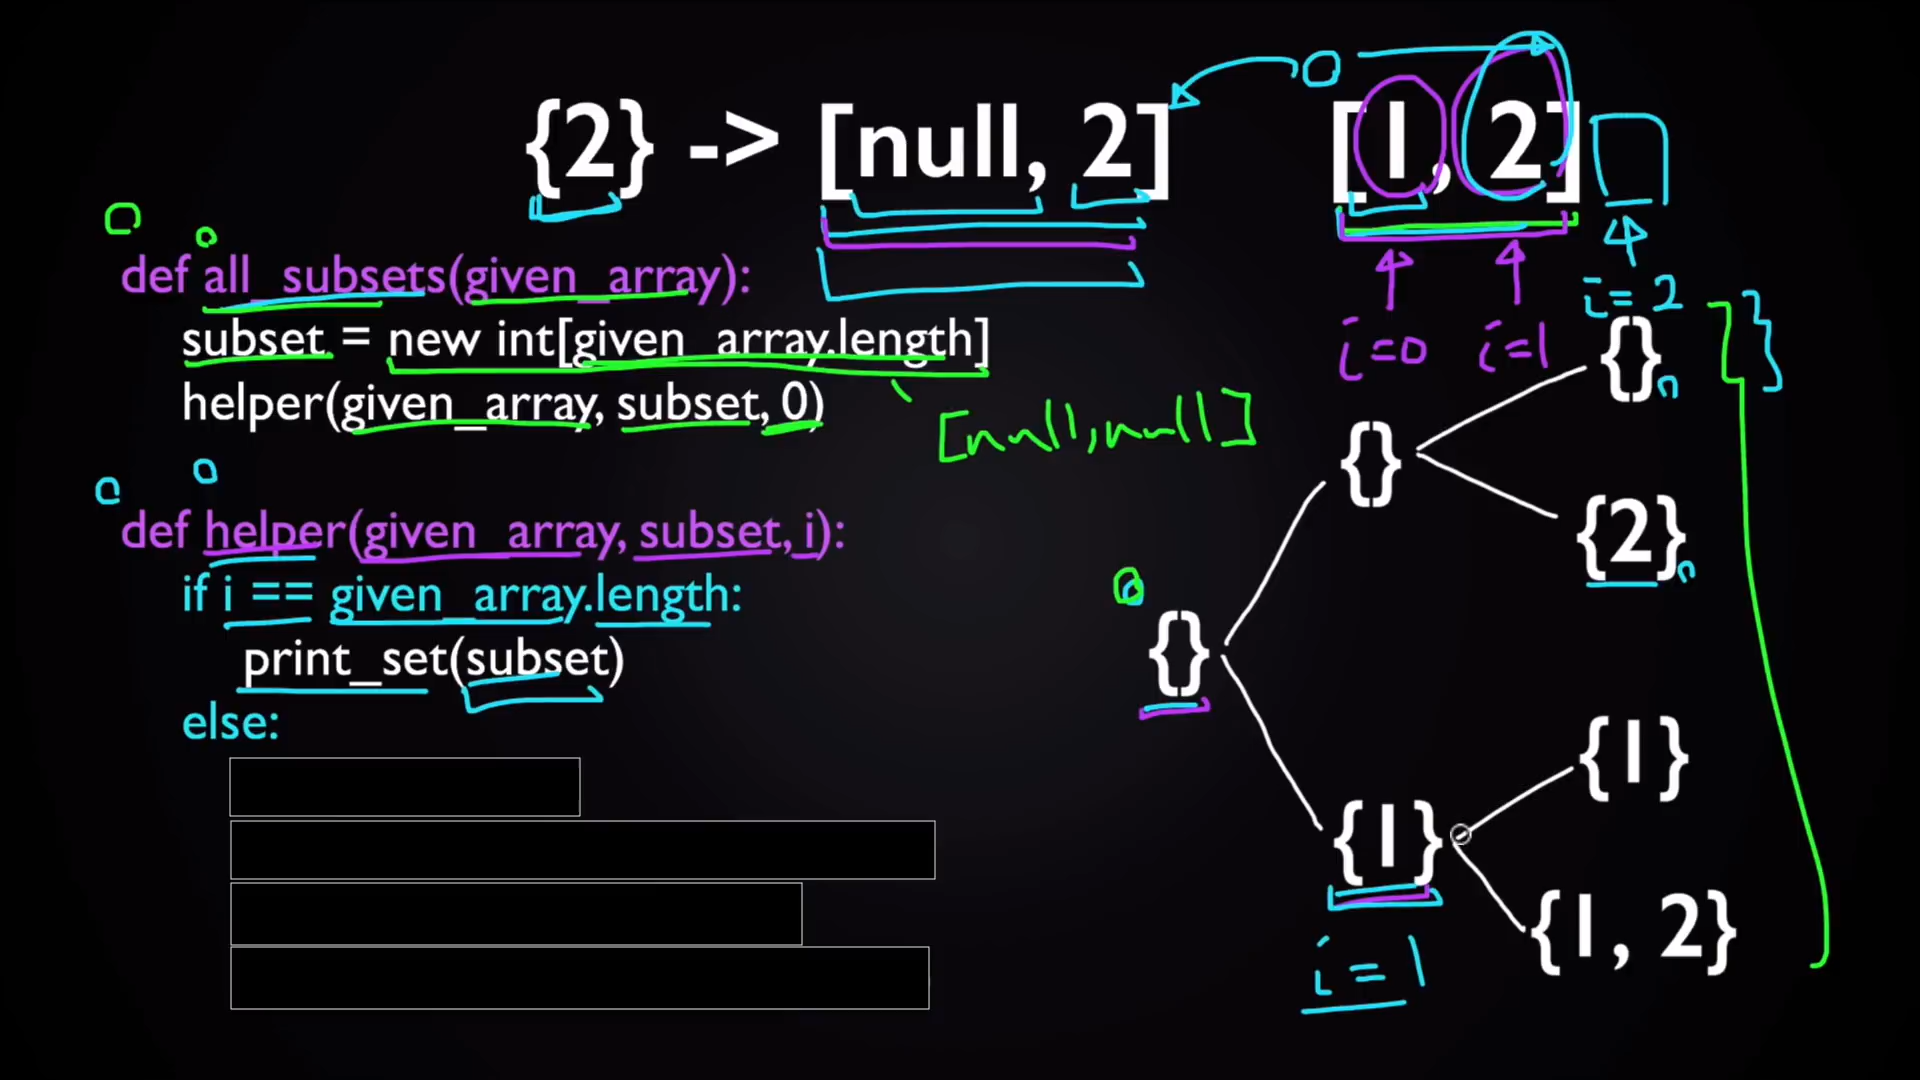 {2} -> [null, 2]
[1, 2]
def all_subsets(given_array):
subset = new int[given_array.length]
helper(given_array, subset, 0)
[null,null]
def helper(given_array, subset, i):
if i == given_array.length:
print_set(subset)
else:
i=0
i=1
i=2
{}
n
{}
{2}
n
{}
{1}
{1}
i=1
{1, 2}